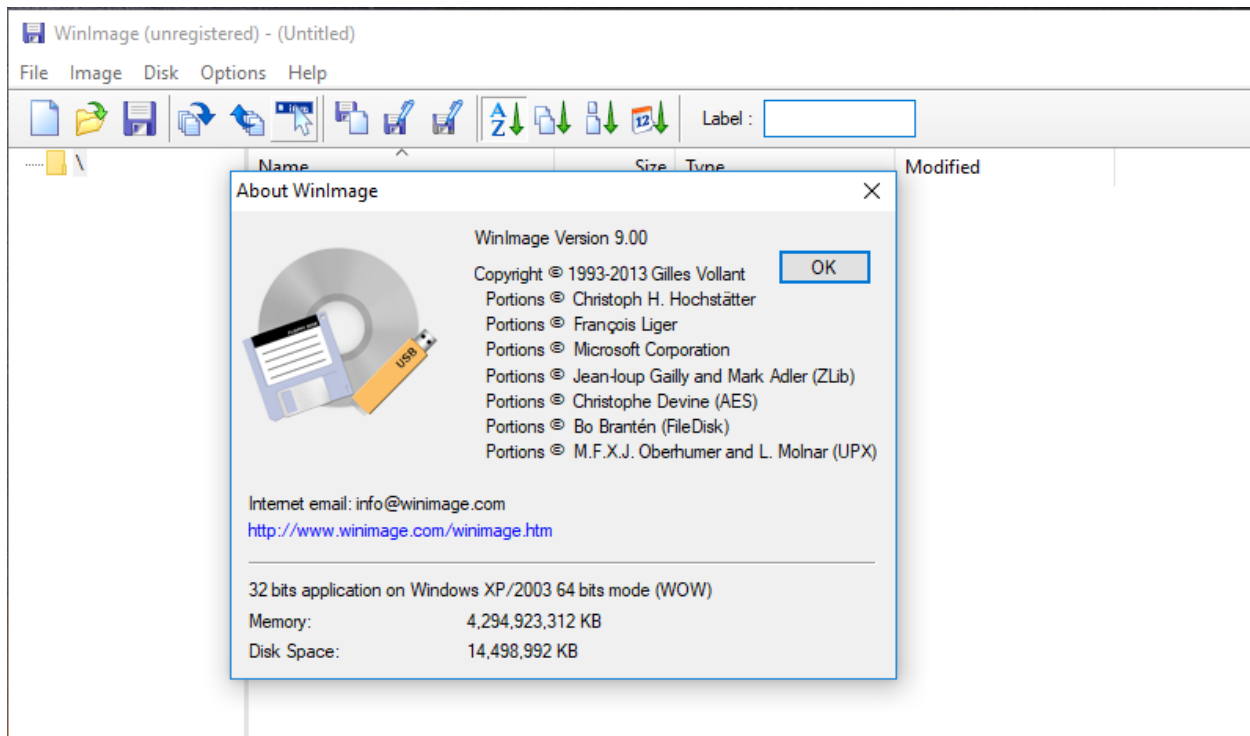 WinImage (unregistered) - (Untitled)
File Image Disk Options Help
Label :
\
Name Size Type Modified
About WinImage
WinImage Version 9.00
OK
Copyright © 1993-2013 Gilles Vollant
Portions © Christoph H. Hochstätter
Portions © François Liger
Portions © Microsoft Corporation
Portions © Jean-loup Gailly and Mark Adler (ZLib)
Portions © Christophe Devine (AES)
Portions © Bo Brantén (FileDisk)
Portions © M.F.X.J. Oberhumer and L. Molnar (UPX)
USB
Internet email: info@winimage.com
http://www.winimage.com/winimage.htm
32 bits application on Windows XP/2003 64 bits mode (WOW)
Memory: 4,294,923,312 KB
Disk Space: 14,498,992 KB